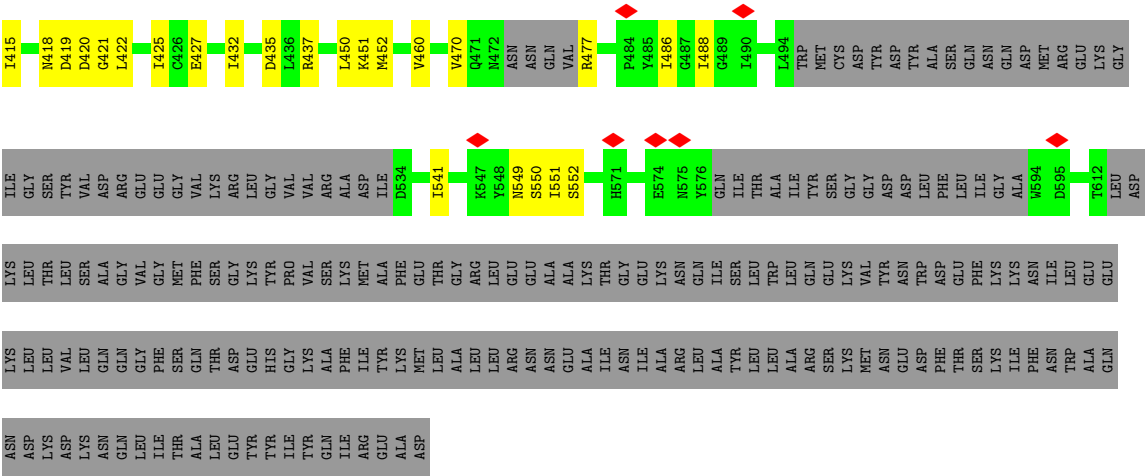 I415 N418 D419 D420 G421 L422 I425 C426 E427 I432 D435 L436 R437 L450 K451 M452 V460 V470 Q471 N472 ASN ASN GLN VAL R477 P484 Y485 I486 G487 I488 G489 I490 L494 TRP MET CYS ASP TYR ASP TYR ALA SER GLN ASN GLN ASP MET ARG GLU LYS GLY
ILE GLY SER TYR VAL ASP ARG GLU GLU GLY VAL LYS ARG LEU GLY VAL VAL ARG ALA ASP ILE D534 I541 K547 Y548 N549 S550 I551 S552 H571 E574 N575 Y576 GLN ILE THR ALA ILE TYR SER GLY GLY ASP ASP LEU PHE LEU ILE GLY ALA W594 D595 T612 LEU ASP
LYS LEU THR LEU SER ALA GLY VAL GLY MET PHE SER GLY LYS TYR PRO VAL SER LYS MET ALA PHE GLU THR GLY ARG LEU GLU GLU ALA ALA LYS THR GLY GLU LYS ASN GLN ILE SER LEU TRP LEU GLN GLU LYS VAL TYR ASN TRP ASP GLU PHE LYS LYS ASN ILE LEU GLU GLU
LYS LEU LEU VAL LEU GLN GLN GLY PHE SER GLN THR ASP GLU HIS GLY LYS ALA PHE ILE TYR LYS MET LEU ALA LEU LEU ARG ASN ASN GLU ALA ILE ASN ILE ALA ARG LEU ALA TYR LEU LEU ALA ARG SER LYS MET ASN GLU ASP PHE THR SER LYS ILE PHE ASN TRP ALA GLN
ASN ASP LYS ASP LYS ASN GLN LEU ILE THR ALA LEU GLU TYR TYR ILE TYR GLN ILE ARG GLU ALA ASP